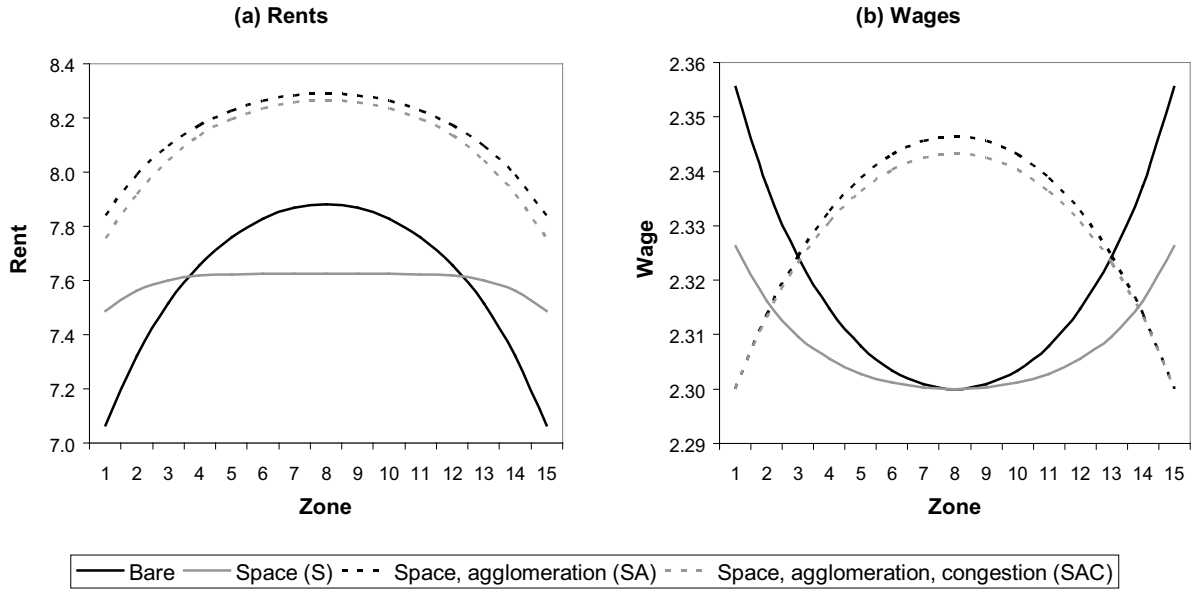 (a) Rents
8.4
8.2
8.0
7.8
7.6
7.4
7.2
7.0
Rent
1 2 3 4 5 6 7 8 9 10 11 12 13 14 15
Zone
(b) Wages
2.36
2.35
2.34
2.33
2.32
2.31
2.30
2.29
Wage
1 2 3 4 5 6 7 8 9 10 11 12 13 14 15
Zone
Bare Space (S) Space, agglomeration (SA) Space, agglomeration, congestion (SAC)